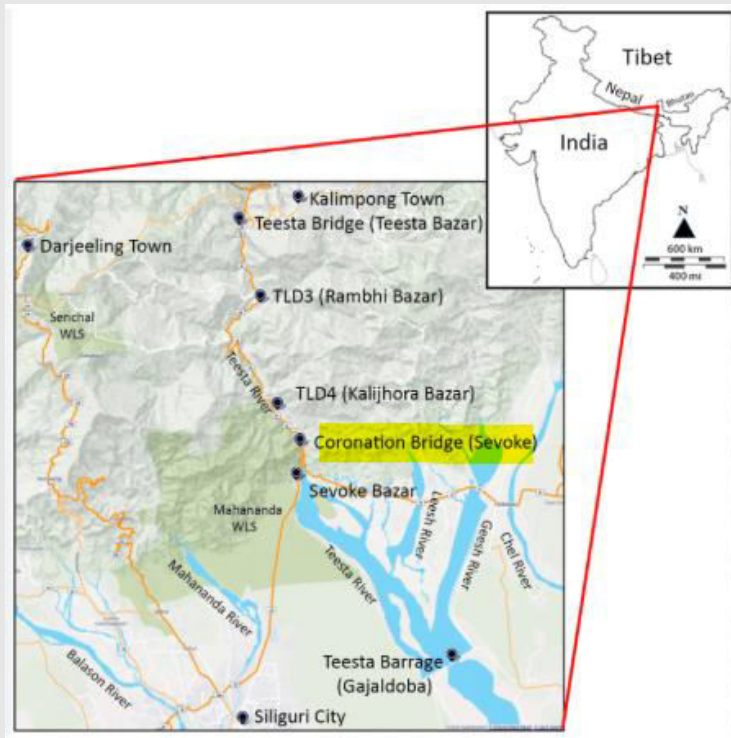 Tibet
Nepal
Bhutan
India
N
600 km
400 mt
Kalimpong Town
Teesta Bridge (Teesta Bazar)
Darjeeling Town
TLD3 (Rambhi Bazar)
Senchal
WLS
Teesta River
TLD4 (Kalijhora Bazar)
Coronation Bridge (Sevoke)
Sevoke Bazar
Mahananda
WLS
Leesh River
Geesh River
Chel River
Teesta River
Mahananda River
Balason River
Teesta Barrage
(Gajaldoba)
Siliguri City